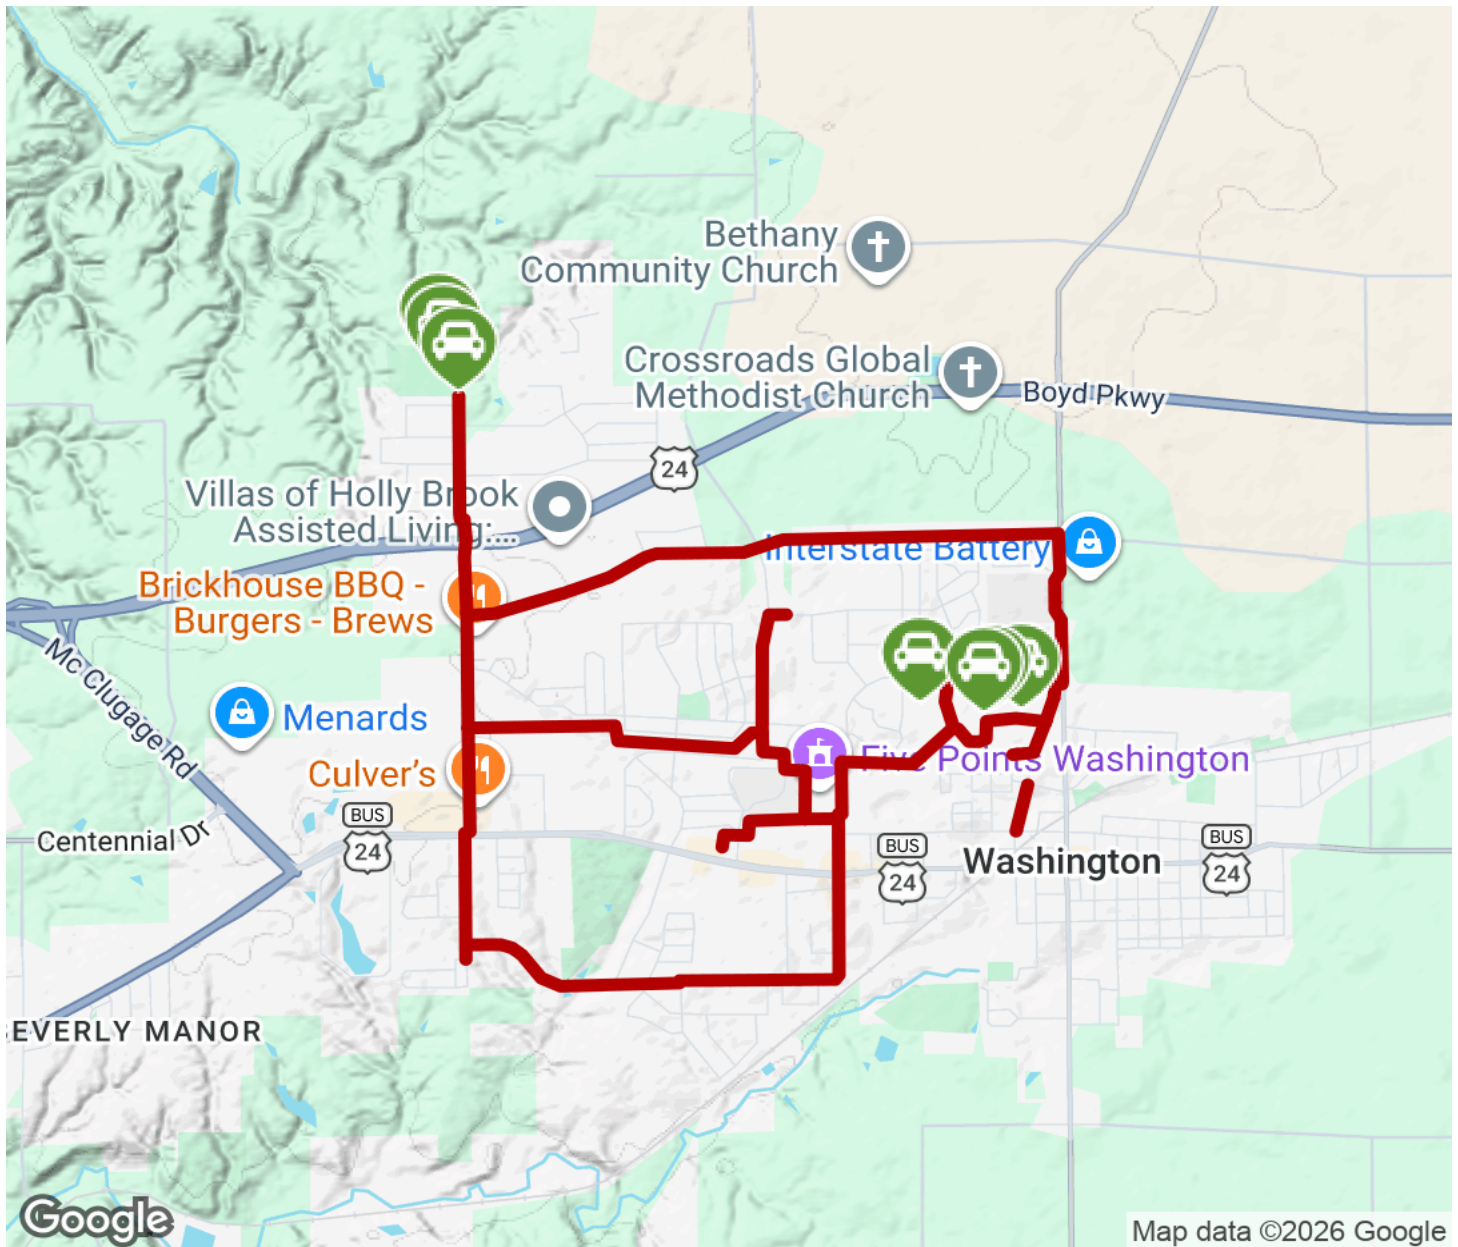 Bethany
Community Church
Crossroads Global
Methodist Church
Boyd Pkwy
24
Villas of Holly Brook
Assisted Living:...
Interstate Battery
Brickhouse BBQ -
Burgers - Brews
Mc Clugage Rd
Menards
Five Points Washington
Culver's
BUS
24
Centennial Dr
BUS
24
Washington
BUS
24
BEVERLY MANOR
Google
Map data ©2026 Google